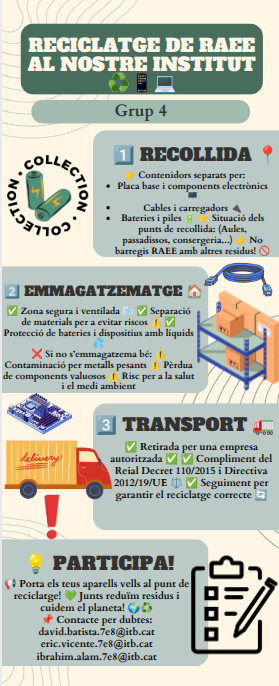 RECICLATGE DE RAEE
AL NOSTRE INSTITUT
♻️📱💻
Grup 4
COLLECTION · COLLECTION ·
1️⃣ RECOLLIDA 📍
👉 Contenidors separats per:
• Placa base i components electrònics
🖥️
• Cables i carregadors 🔌
• Bateries i piles 🔋 👉 Situació dels
punts de recollida: (Aules,
passadissos, consergeria...) 👉 No
barregis RAEE amb altres residus! 🚫
2️⃣ EMMAGATZEMATGE 🏠
✅ Zona segura i ventilada 💨 ✅ Separació
de materials per a evitar riscos ⚠️ ✅
Protecció de bateries i dispositius amb líquids
💦
❌ Si no s'emmagatzema bé: ⚠️
Contaminació per metalls pesants ⚠️ Pèrdua
de components valuosos ⚠️ Risc per a la salut
i el medi ambient
delivery
3️⃣ TRANSPORT 🚛
✅ Retirada per una empresa
autoritzada ✅ ✅ Compliment del
Reial Decret 110/2015 i Directiva
2012/19/UE ⚖️ ✅ Seguiment per
garantir el reciclatge correcte 🔄
💡 PARTICIPA!
📢 Porta els teus aparells vells al punt de
reciclatge! 💚 Junts reduïm residus i
cuidem el planeta! 🌍♻️
📌 Contacte per dubtes:
david.batista.7e8@itb.cat
eric.vicente.7e8@itb.cat
ibrahim.alam.7e8@itb.cat